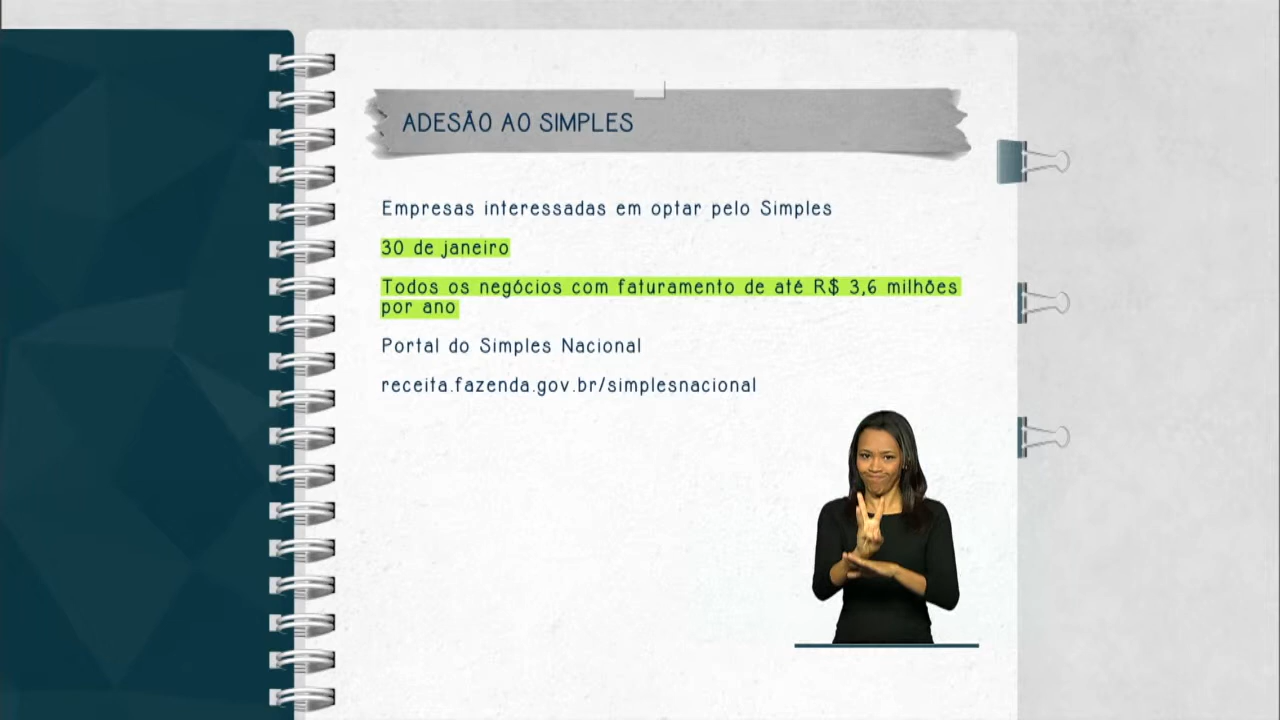 ADESÃO AO SIMPLES
Empresas interessadas em optar pelo Simples
30 de janeiro
Todos os negócios com faturamento de até R$ 3,6 milhões
por ano
Portal do Simples Nacional
receita.fazenda.gov.br/simplesnacional